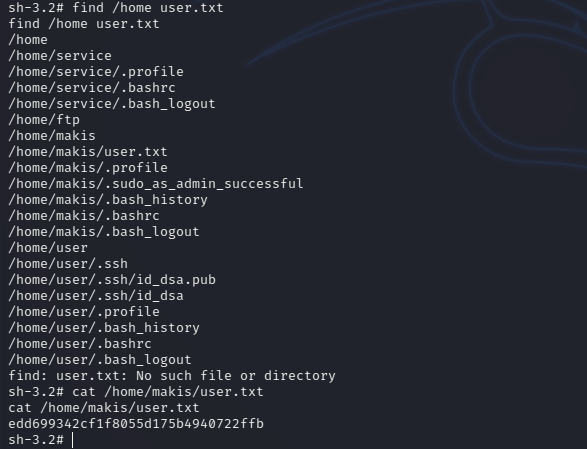 sh-3.2# find /home user.txt
find /home user.txt
/home
/home/service
/home/service/.profile
/home/service/.bashrc
/home/service/.bash_logout
/home/ftp
/home/makis
/home/makis/user.txt
/home/makis/.profile
/home/makis/.sudo_as_admin_successful
/home/makis/.bash_history
/home/makis/.bashrc
/home/makis/.bash_logout
/home/user
/home/user/.ssh
/home/user/.ssh/id_dsa.pub
/home/user/.ssh/id_dsa
/home/user/.profile
/home/user/.bash_history
/home/user/.bashrc
/home/user/.bash_logout
find: user.txt: No such file or directory
sh-3.2# cat /home/makis/user.txt
cat /home/makis/user.txt
edd699342cf1f8055d175b4940722ffb
sh-3.2#